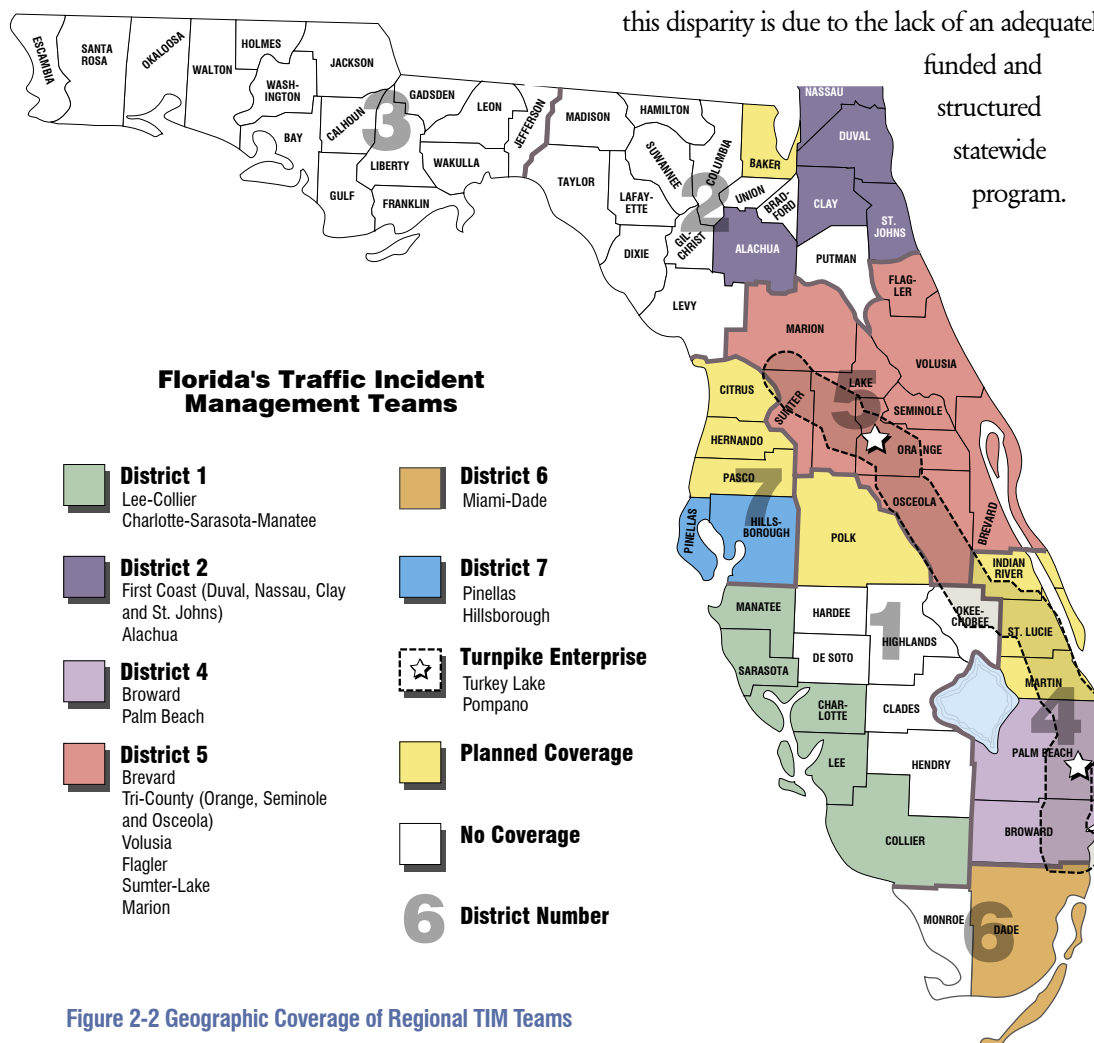 this disparity is due to the lack of an adequatel
funded and
structured
statewide
program.
ESCAMBIA
SANTA
ROSA
OKALOOSA
WALTON
HOLMES
WASH-
INGTON
JACKSON
BAY
CALHOUN
3
GADSDEN
LEON
JEFFERSON
LIBERTY
WAKULLA
GULF
FRANKLIN
MADISON
HAMILTON
TAYLOR
SUWANNEE
COLUMBIA
BAKER
NASSAU
DUVAL
LAFAY-
ETTE
2
UNION
BRAD-
FORD
CLAY
ST.
JOHNS
DIXIE
GIL-
CHRIST
ALACHUA
PUTMAN
LEVY
FLAG-
LER
MARION
VOLUSIA
CITRUS
SUMTER
LAKE
5
SEMINOLE
HERNANDO
ORANGE
PASCO
7
OSCEOLA
BREVARD
PINELLAS
HILLS-
BOROUGH
POLK
INDIAN
RIVER
MANATEE
HARDEE
1
HIGHLANDS
OKEE-
CHOBEE
ST. LUCIE
SARASOTA
DE SOTO
MARTIN
CHAR-
LOTTE
CLADES
4
PALM BEACH
LEE
HENDRY
COLLIER
BROWARD
MONROE
6
DADE
Florida's Traffic Incident
Management Teams
District 1
Lee-Collier
Charlotte-Sarasota-Manatee
District 2
First Coast (Duval, Nassau, Clay
and St. Johns)
Alachua
District 4
Broward
Palm Beach
District 5
Brevard
Tri-County (Orange, Seminole
and Osceola)
Volusia
Flagler
Sumter-Lake
Marion
District 6
Miami-Dade
District 7
Pinellas
Hillsborough
Turnpike Enterprise
Turkey Lake
Pompano
Planned Coverage
No Coverage
6 District Number
Figure 2-2 Geographic Coverage of Regional TIM Teams